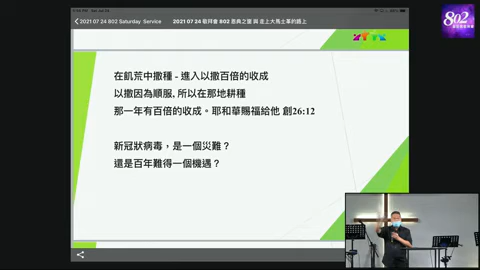 2021 07 24 802 Saturday Service
2021 07 24 敬拜會 802 恩典之靈 與 走上大馬士革的路上
802
在飢荒中撒種 - 進入以撒百倍的收成
以撒因為順服, 所以在那地耕種
那一年有百倍的收成。耶和華賜福給他 創26:12
新冠狀病毒，是一個災難？
還是百年難得一個機遇？